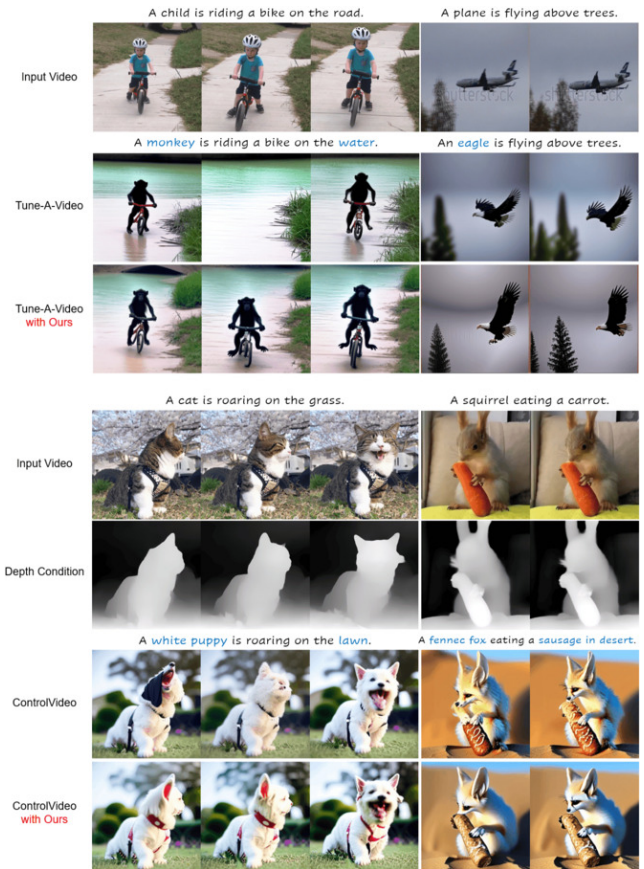 A child is riding a bike on the road.
A plane is flying above trees.
Input Video
shutterstock
shutterstock
A monkey is riding a bike on the water.
An eagle is flying above trees.
Tune-A-Video
Tune-A-Video
with Ours
A cat is roaring on the grass.
A squirrel eating a carrot.
Input Video
Depth Condition
A white puppy is roaring on the lawn.
A fennec fox eating a sausage in desert.
ControlVideo
ControlVideo
with Ours